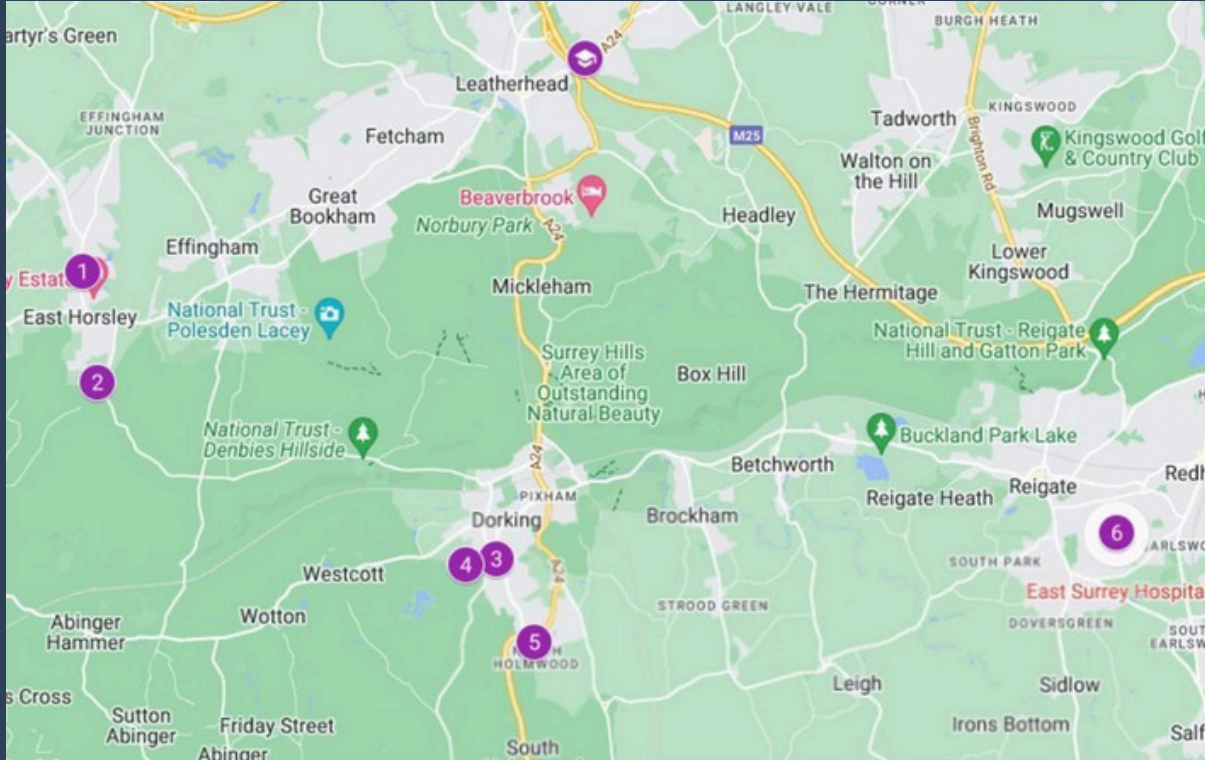 LANGLEY VALE
BURGH HEATH
artyr's Green
A24
Leatherhead
EFFINGHAM
JUNCTION
Fetcham
M25
Tadworth
KINGSWOOD
Brighton Rd
Kingswood Golf
& Country Club
Walton on
the Hill
Great
Bookham
Beaverbrook
Norbury Park
A24
Headley
Mugswell
Effingham
Lower
Kingswood
1
y Estat
Mickleham
The Hermitage
East Horsley
National Trust -
Polesden Lacey
National Trust - Reigate
Hill and Gatton Park
Surrey Hills
Area of
Outstanding
Natural Beauty
Box Hill
2
National Trust -
Denbies Hillside
A24
Buckland Park Lake
Betchworth
Reigate
Redh
Reigate Heath
PIXHAM
Dorking
Brockham
6
EARLSWO
4
3
A24
Westcott
SOUTH PARK
East Surrey Hospita
STROOD GREEN
Wotton
DOVERSGREEN
Abinger
Hammer
SOUT
EARLSW
5
HOLMWOOD
Leigh
Sidlow
s Cross
Sutton
Abinger
Friday Street
Irons Bottom
Salf
Abinger
South